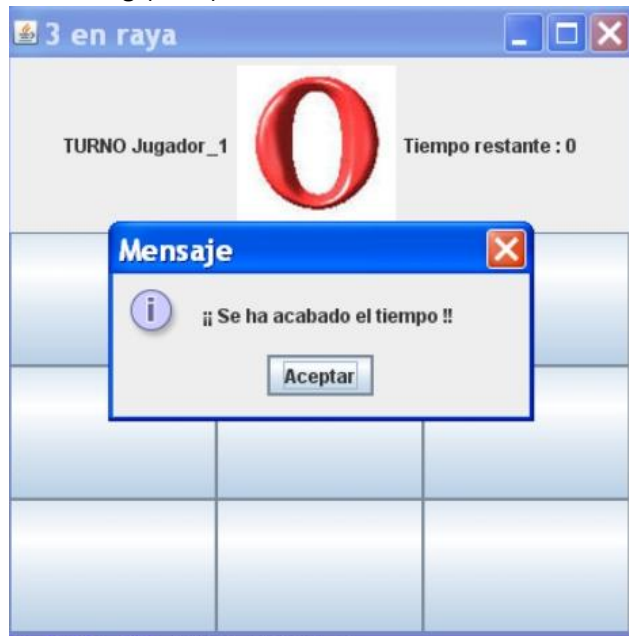 3 en raya
TURNO Jugador_1
O
Tiempo restante : 0
Mensaje
i
¡¡ Se ha acabado el tiempo !!
Aceptar